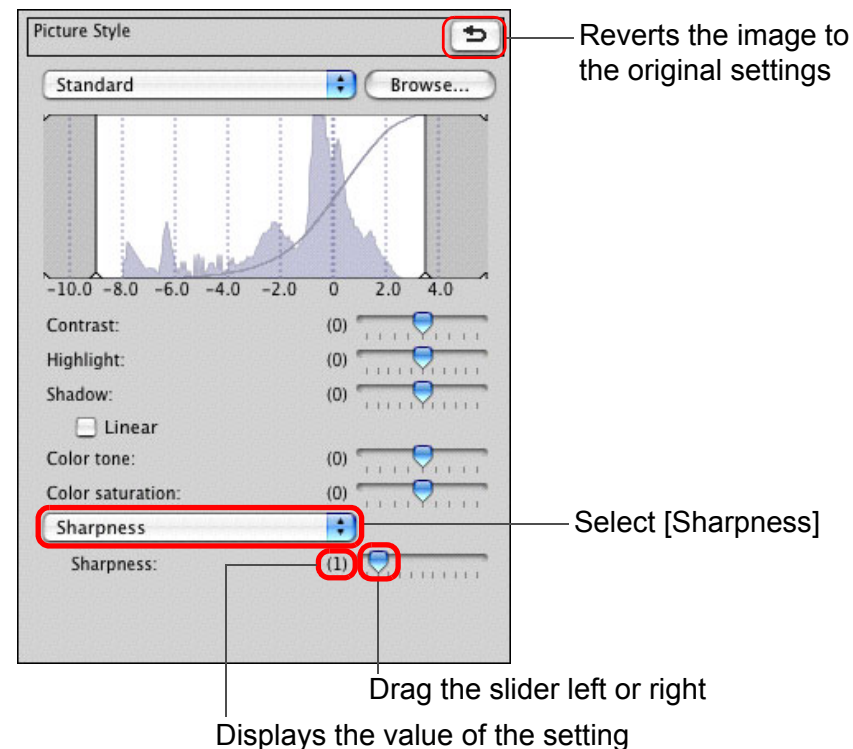 Picture Style
Reverts the image to
the original settings
Standard
Browse...
-10.0 -8.0 -6.0 -4.0 -2.0 0 2.0 4.0
Contrast: (0)
Highlight: (0)
Shadow: (0)
Linear
Color tone: (0)
Color saturation: (0)
Sharpness
Select [Sharpness]
Sharpness: (1)
Drag the slider left or right
Displays the value of the setting